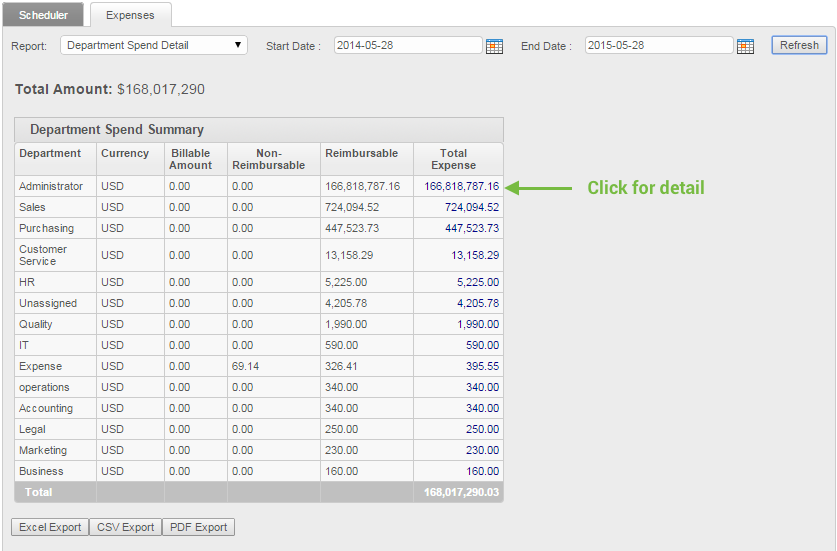 Scheduler Expenses
Report: Department Spend Detail Start Date : 2014-05-28 End Date : 2015-05-28 Refresh
Total Amount: $168,017,290
Department Spend Summary
Department Currency Billable Amount Non-Reimbursable Reimbursable Total Expense
Administrator USD 0.00 0.00 166,818,787.16 166,818,787.16 Click for detail
Sales USD 0.00 0.00 724,094.52 724,094.52
Purchasing USD 0.00 0.00 447,523.73 447,523.73
Customer Service USD 0.00 0.00 13,158.29 13,158.29
HR USD 0.00 0.00 5,225.00 5,225.00
Unassigned USD 0.00 0.00 4,205.78 4,205.78
Quality USD 0.00 0.00 1,990.00 1,990.00
IT USD 0.00 0.00 590.00 590.00
Expense USD 0.00 69.14 326.41 395.55
operations USD 0.00 0.00 340.00 340.00
Accounting USD 0.00 0.00 340.00 340.00
Legal USD 0.00 0.00 250.00 250.00
Marketing USD 0.00 0.00 230.00 230.00
Business USD 0.00 0.00 160.00 160.00
Total 168,017,290.03
Excel Export CSV Export PDF Export